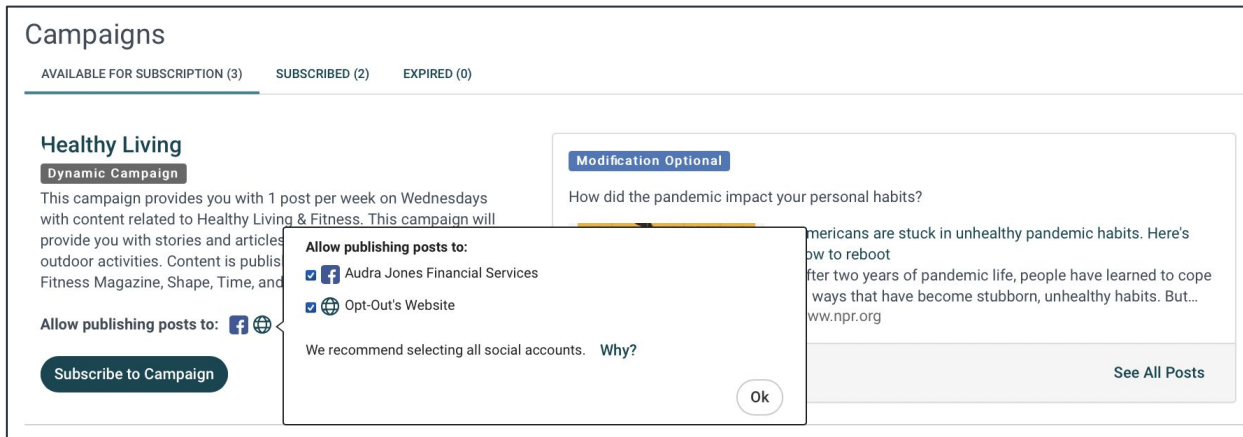 Campaigns
AVAILABLE FOR SUBSCRIPTION (3) SUBSCRIBED (2) EXPIRED (0)
Healthy Living
Dynamic Campaign
This campaign provides you with 1 post per week on Wednesdays
with content related to Healthy Living & Fitness. This campaign will
provide you with stories and articles
outdoor activities. Content is publis
Fitness Magazine, Shape, Time, and
Allow publishing posts to:
Subscribe to Campaign
Allow publishing posts to:
Audra Jones Financial Services
Opt-Out's Website
We recommend selecting all social accounts. Why?
Ok
Modification Optional
How did the pandemic impact your personal habits?
mericans are stuck in unhealthy pandemic habits. Here's
ow to reboot
fter two years of pandemic life, people have learned to cope
ways that have become stubborn, unhealthy habits. But...
ww.npr.org
See All Posts